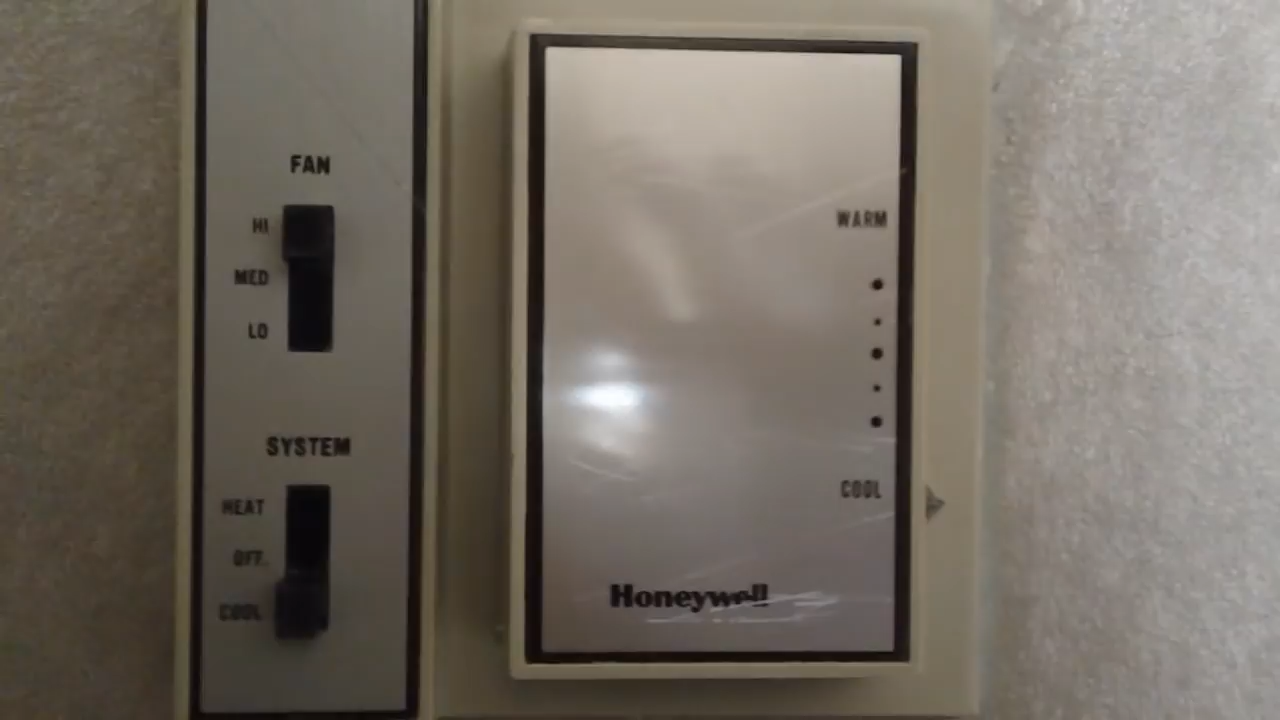 FAN
HI
MED
LO
SYSTEM
HEAT
OFF
COOL
WARM
COOL
Honeywell